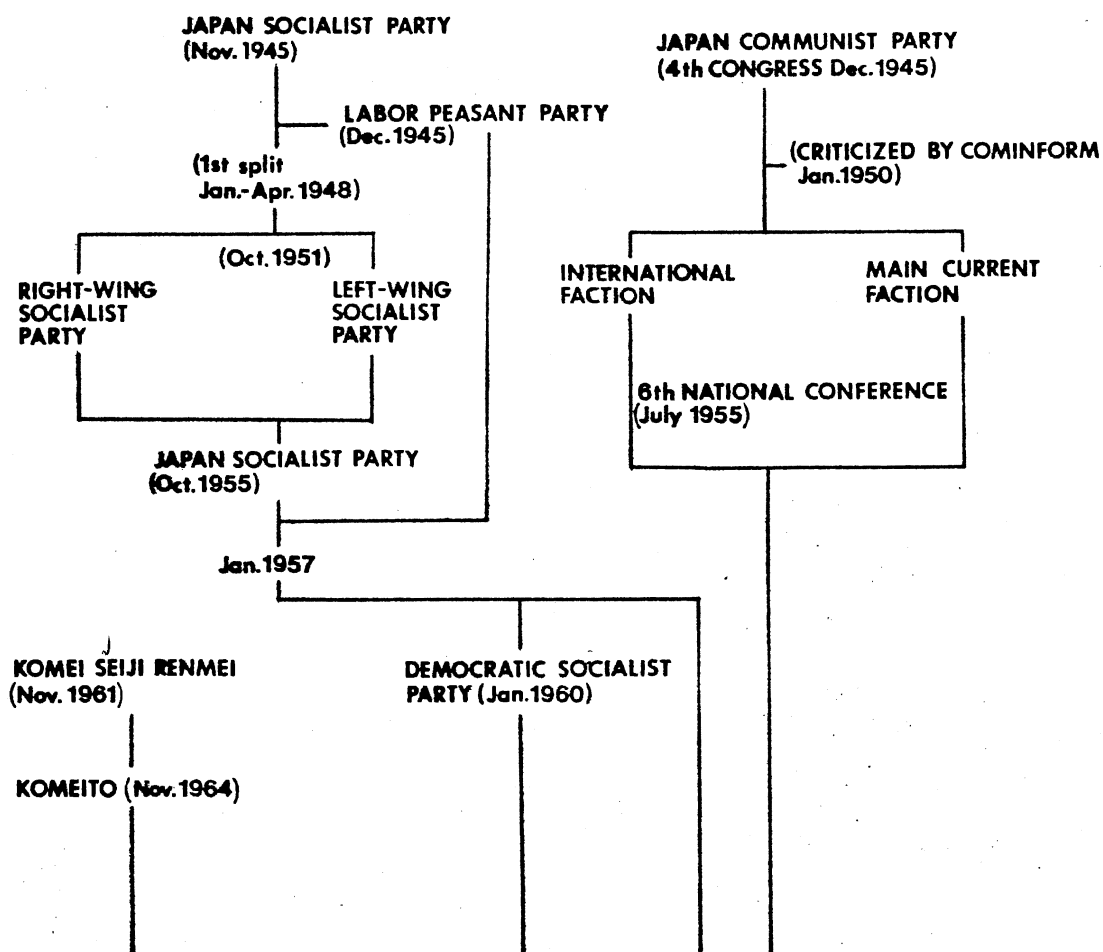 JAPAN SOCIALIST PARTY
(Nov. 1945)
JAPAN COMMUNIST PARTY
(4th CONGRESS Dec. 1945)
LABOR PEASANT PARTY
(Dec. 1945)
(1st split
Jan.-Apr. 1948)
(CRITICIZED BY COMINFORM
Jan. 1950)
(Oct. 1951)
RIGHT-WING
SOCIALIST
PARTY
LEFT-WING
SOCIALIST
PARTY
INTERNATIONAL
FACTION
MAIN CURRENT
FACTION
6th NATIONAL CONFERENCE
(July 1955)
JAPAN SOCIALIST PARTY
(Oct. 1955)
Jan. 1957
KOMEI SEIJI RENMEI
(Nov. 1961)
DEMOCRATIC SOCIALIST
PARTY (Jan. 1960)
KOMEITO (Nov. 1964)